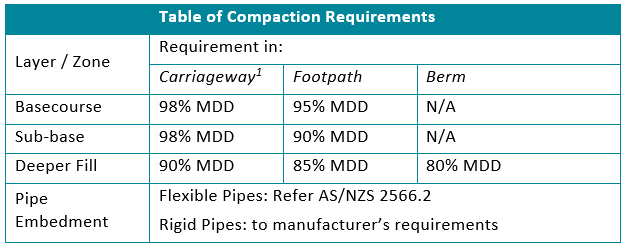 Table of Compaction Requirements
Layer / Zone
Requirement in:
Carriageway1
Footpath
Berm
Basecourse 98% MDD 95% MDD N/A
Sub-base 98% MDD 90% MDD N/A
Deeper Fill 90% MDD 85% MDD 80% MDD
Pipe Embedment
Flexible Pipes: Refer AS/NZS 2566.2
Rigid Pipes: to manufacturer’s requirements